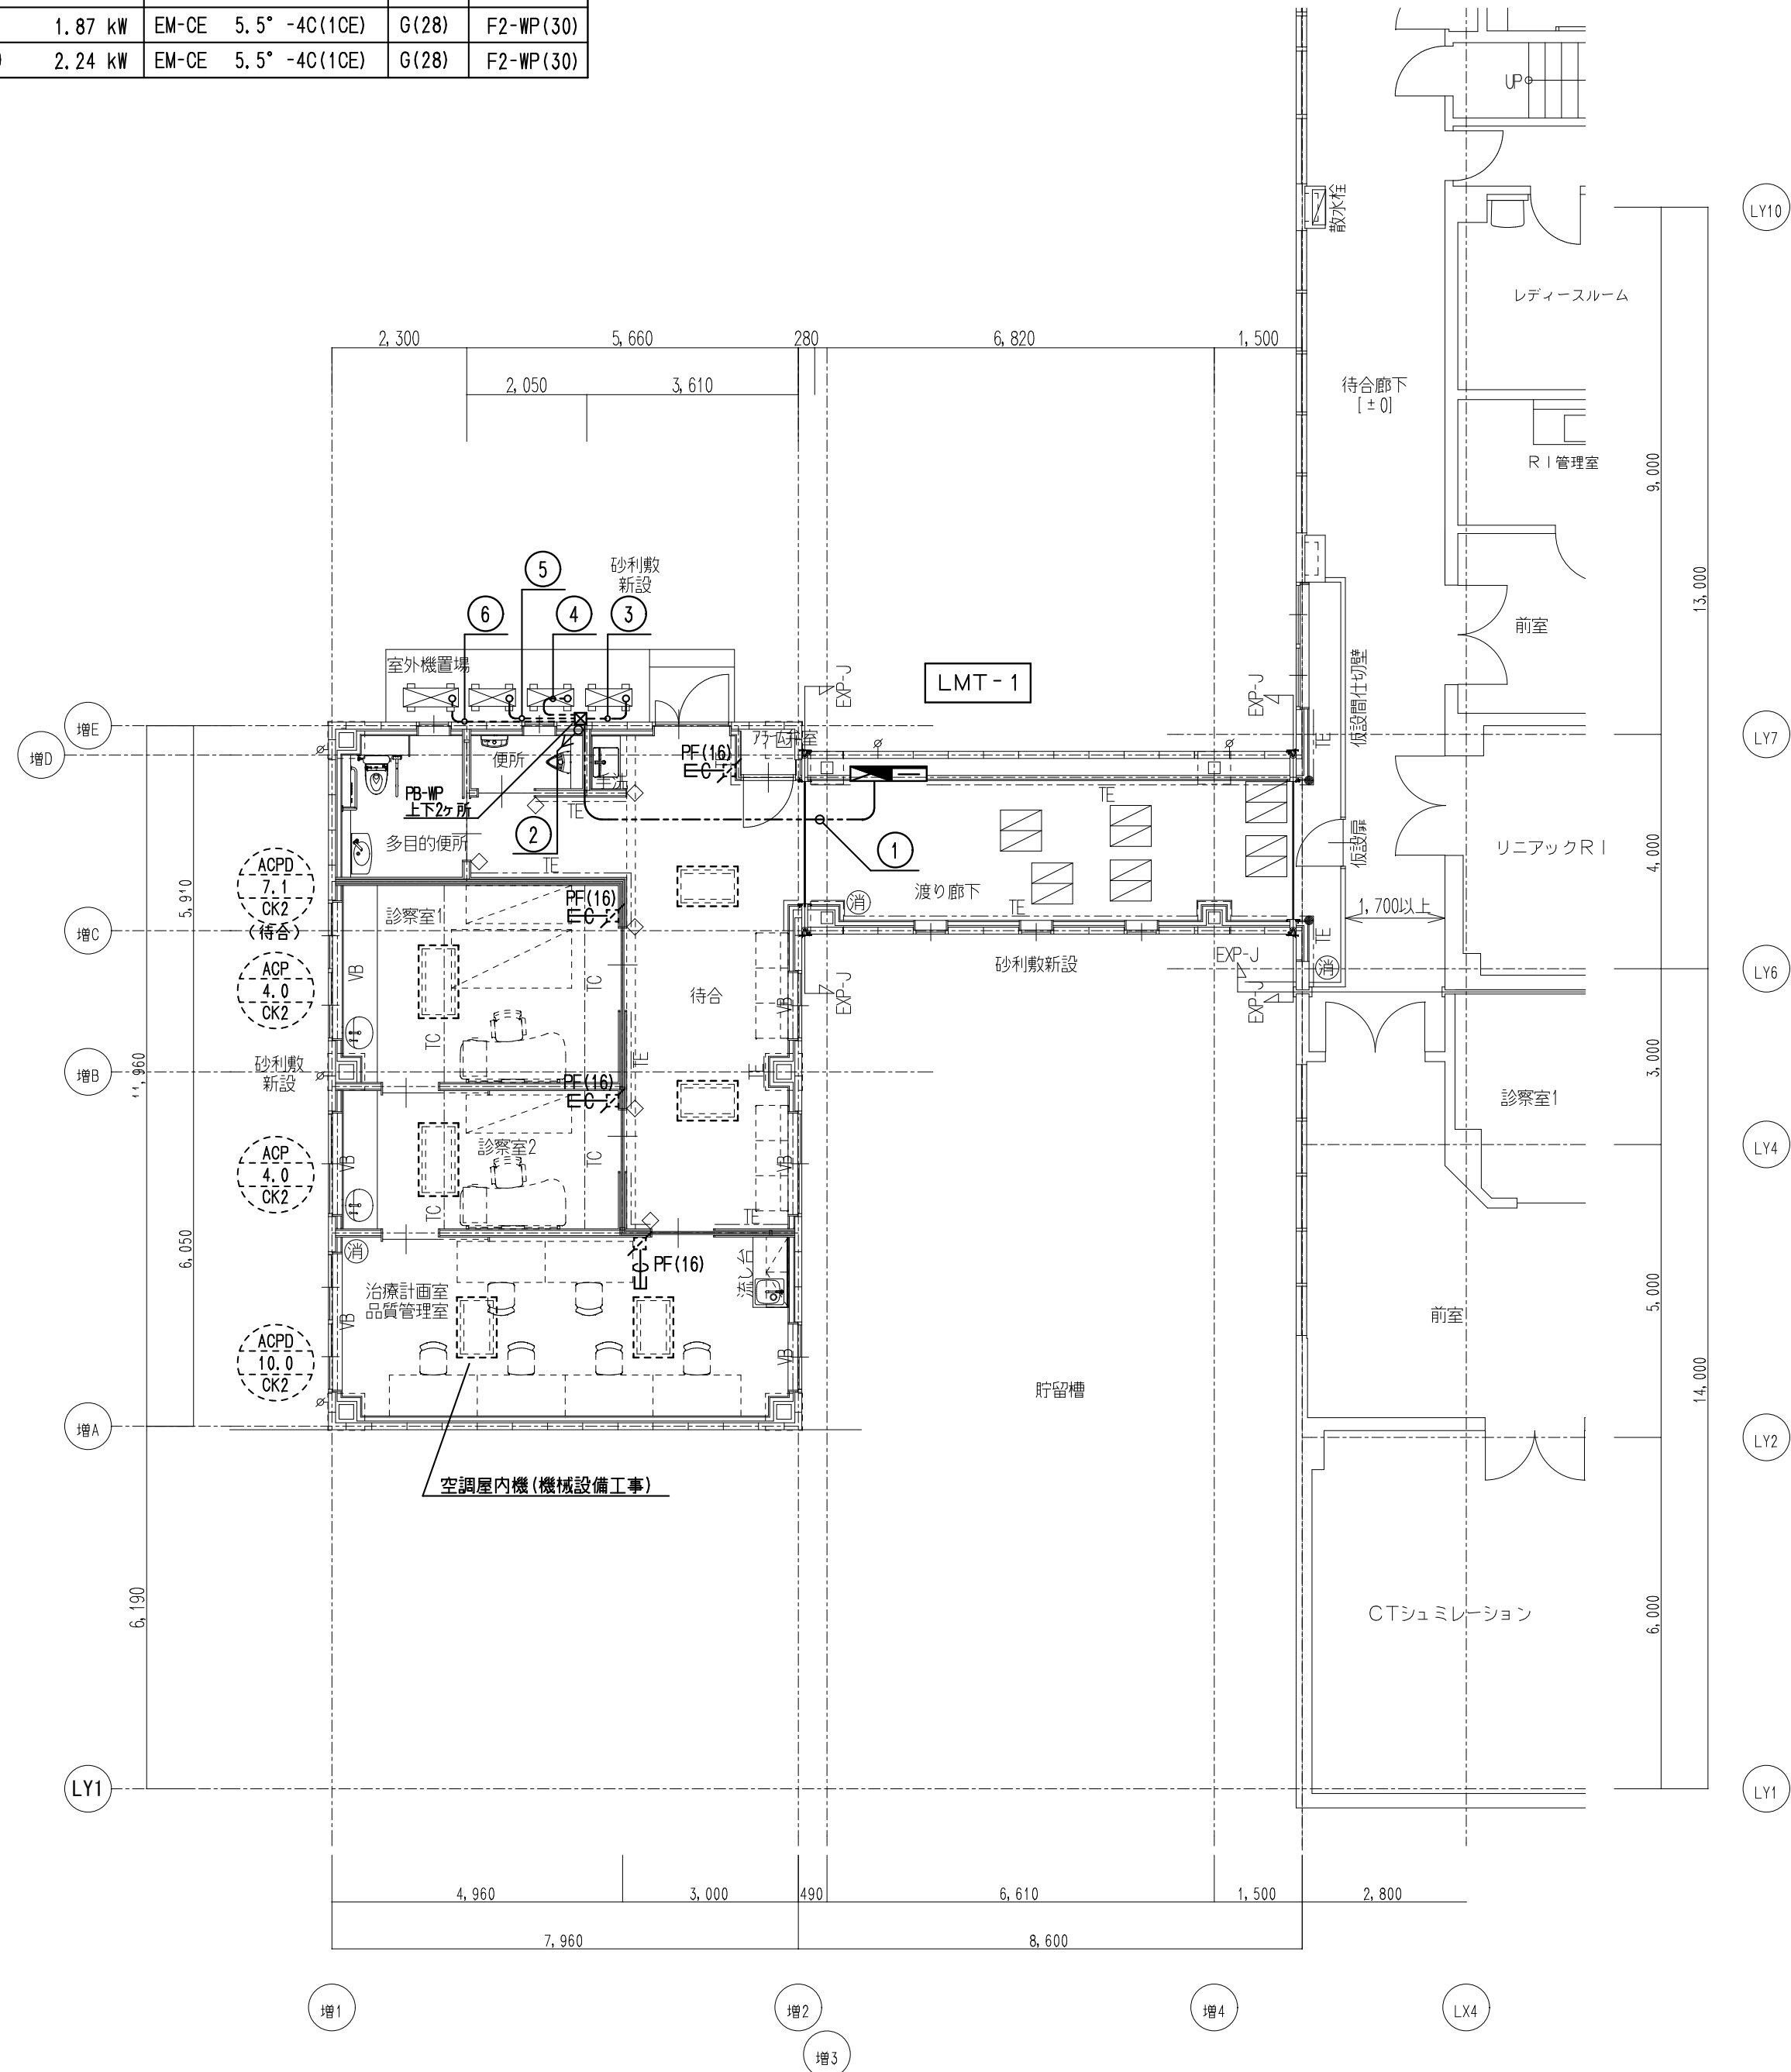 1.87 kW EM-CE 5.5° -4C(1CE) G(28) F2-WP(30)
2.24 kW EM-CE 5.5° -4C(1CE) G(28) F2-WP(30)
UP
LY10
散水栓
レディースルーム
2,300 5,660 280 6,820 1,500
2,050 3,610
待合廊下
[±0]
RI管理室
9,000
13,000
5
砂利敷
新設
6 4 3
前室
室外機置場
EXP-J
LMT-1
EXP-J
仮設間仕切壁
増E
増D
LY7
便所
手洗
PF(16)
EC
TE
PB-WP
上下2ヶ所
TE
TE
2
1
多目的便所
仮設扉
リニアックRI
4,000
ACPD
7.1
CK2
(待合)
5,910
TE
PF(16)
EC
診察室1
消
渡り廊下
TE
1,700以上
増C
TE
砂利敷新設
EXP-J
消
LY6
ACP
4.0
CK2
VB
TC
待合
VB
EXP-J
EXP-J
TC
砂利敷
新設
11,960
増B
TE
TE
3,000
PF(16)
EC
診察室1
診察室2
ACP
4.0
CK2
VB
TC
VB
LY4
TC
TE
6,050
消
PF(16)
EC
流し台
治療計画室
品質管理室
5,000
前室
VB
VB
ACPD
10.0
CK2
貯留槽
14,000
増A
LY2
空調屋内機(機械設備工事)
6,190
CTシュミレーション
6,000
LY1
LY1
4,960 3,000 490 6,610 1,500 2,800
7,960 8,600
増1 増2 増4 LX4
増3